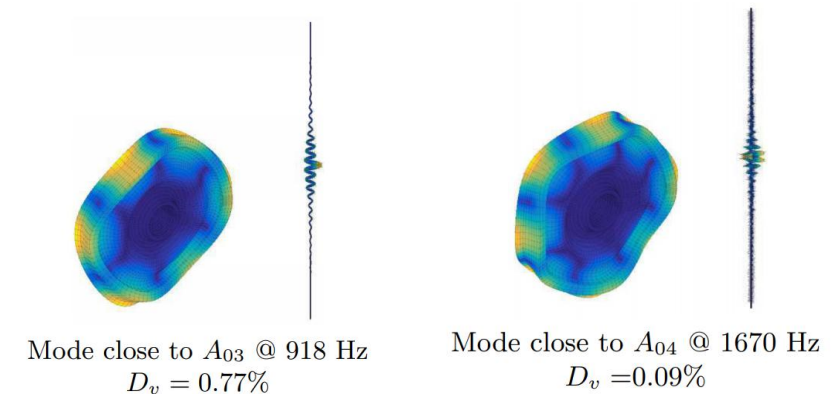 Mode close to A₀₃ @ 918 Hz
Dᵥ = 0.77%
Mode close to A₀₄ @ 1670 Hz
Dᵥ =0.09%